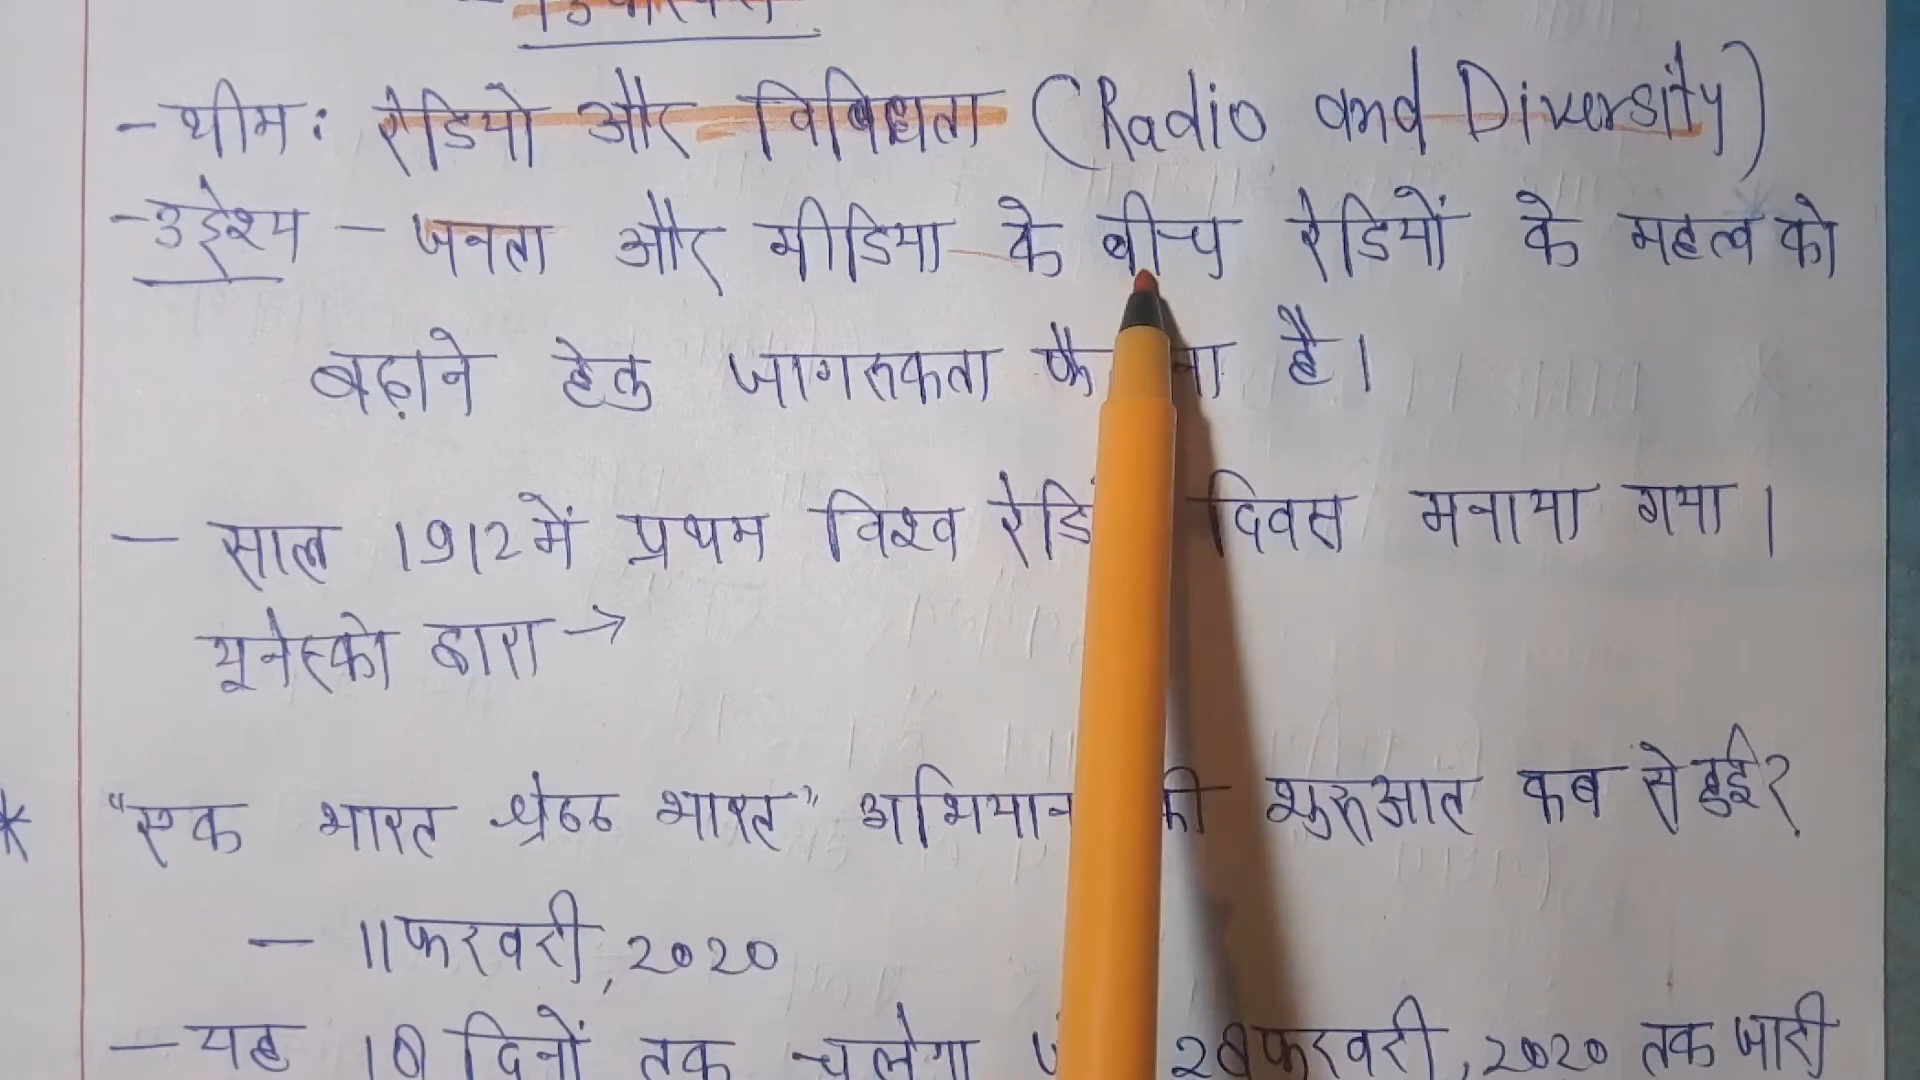 - थीम: रेडियो और विविधता (Radio and Diversity)
- उद्देश्य - जनता और मीडिया के बीच रेडियों के महत्व को
बढ़ाने हेतु जागरुकता है।
- साल 1912 में प्रथम विश्व दिवस मनाया गया।
यूनेस्को द्वारा →
* "एक भारत श्रेष्ठ भारत" अभियान की शुरुआत कब से हुई?
- 11 फरवरी, 2020
- यह 18 दिनों तक चलेगा 28 फरवरी, 2020 तक जारी